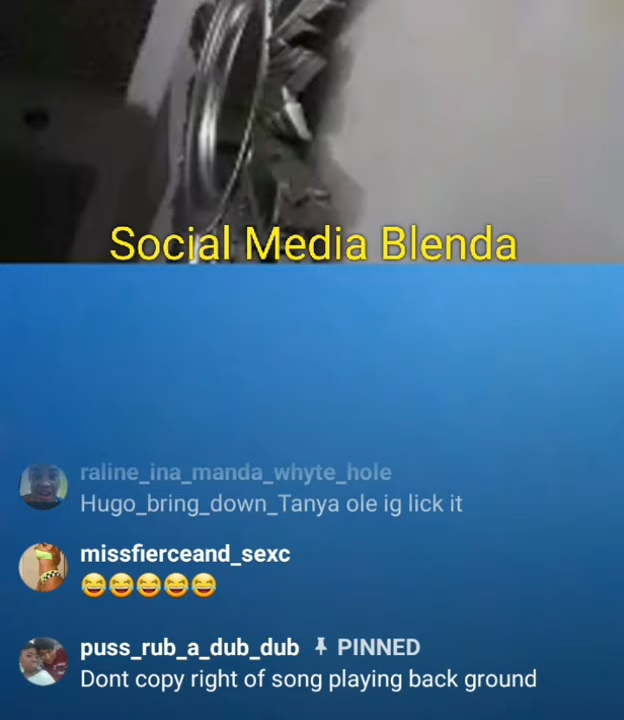 Social Media Blenda
raline_ina_manda_whyte_hole
Hugo_bring_down_Tanya ole ig lick it
missfierceand_sexc
😂😂😂😂😂
puss_rub_a_dub_dub PINNED
Dont copy right of song playing back ground